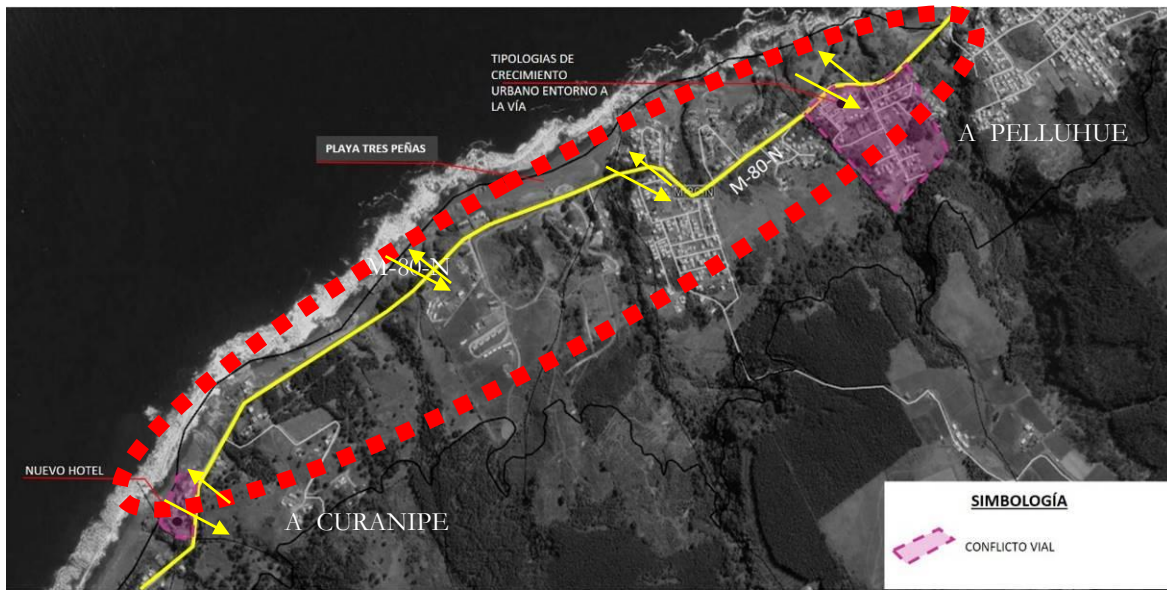 TIPOLOGIAS DE
CRECIMIENTO
URBANO ENTORNO A
LA VÍA
A PELLUHUE
PLAYA TRES PEÑAS
M-80-N
M-80-N
M-80-N
NUEVO HOTEL
A CURANIPE
SIMBOLOGÍA
CONFLICTO VIAL